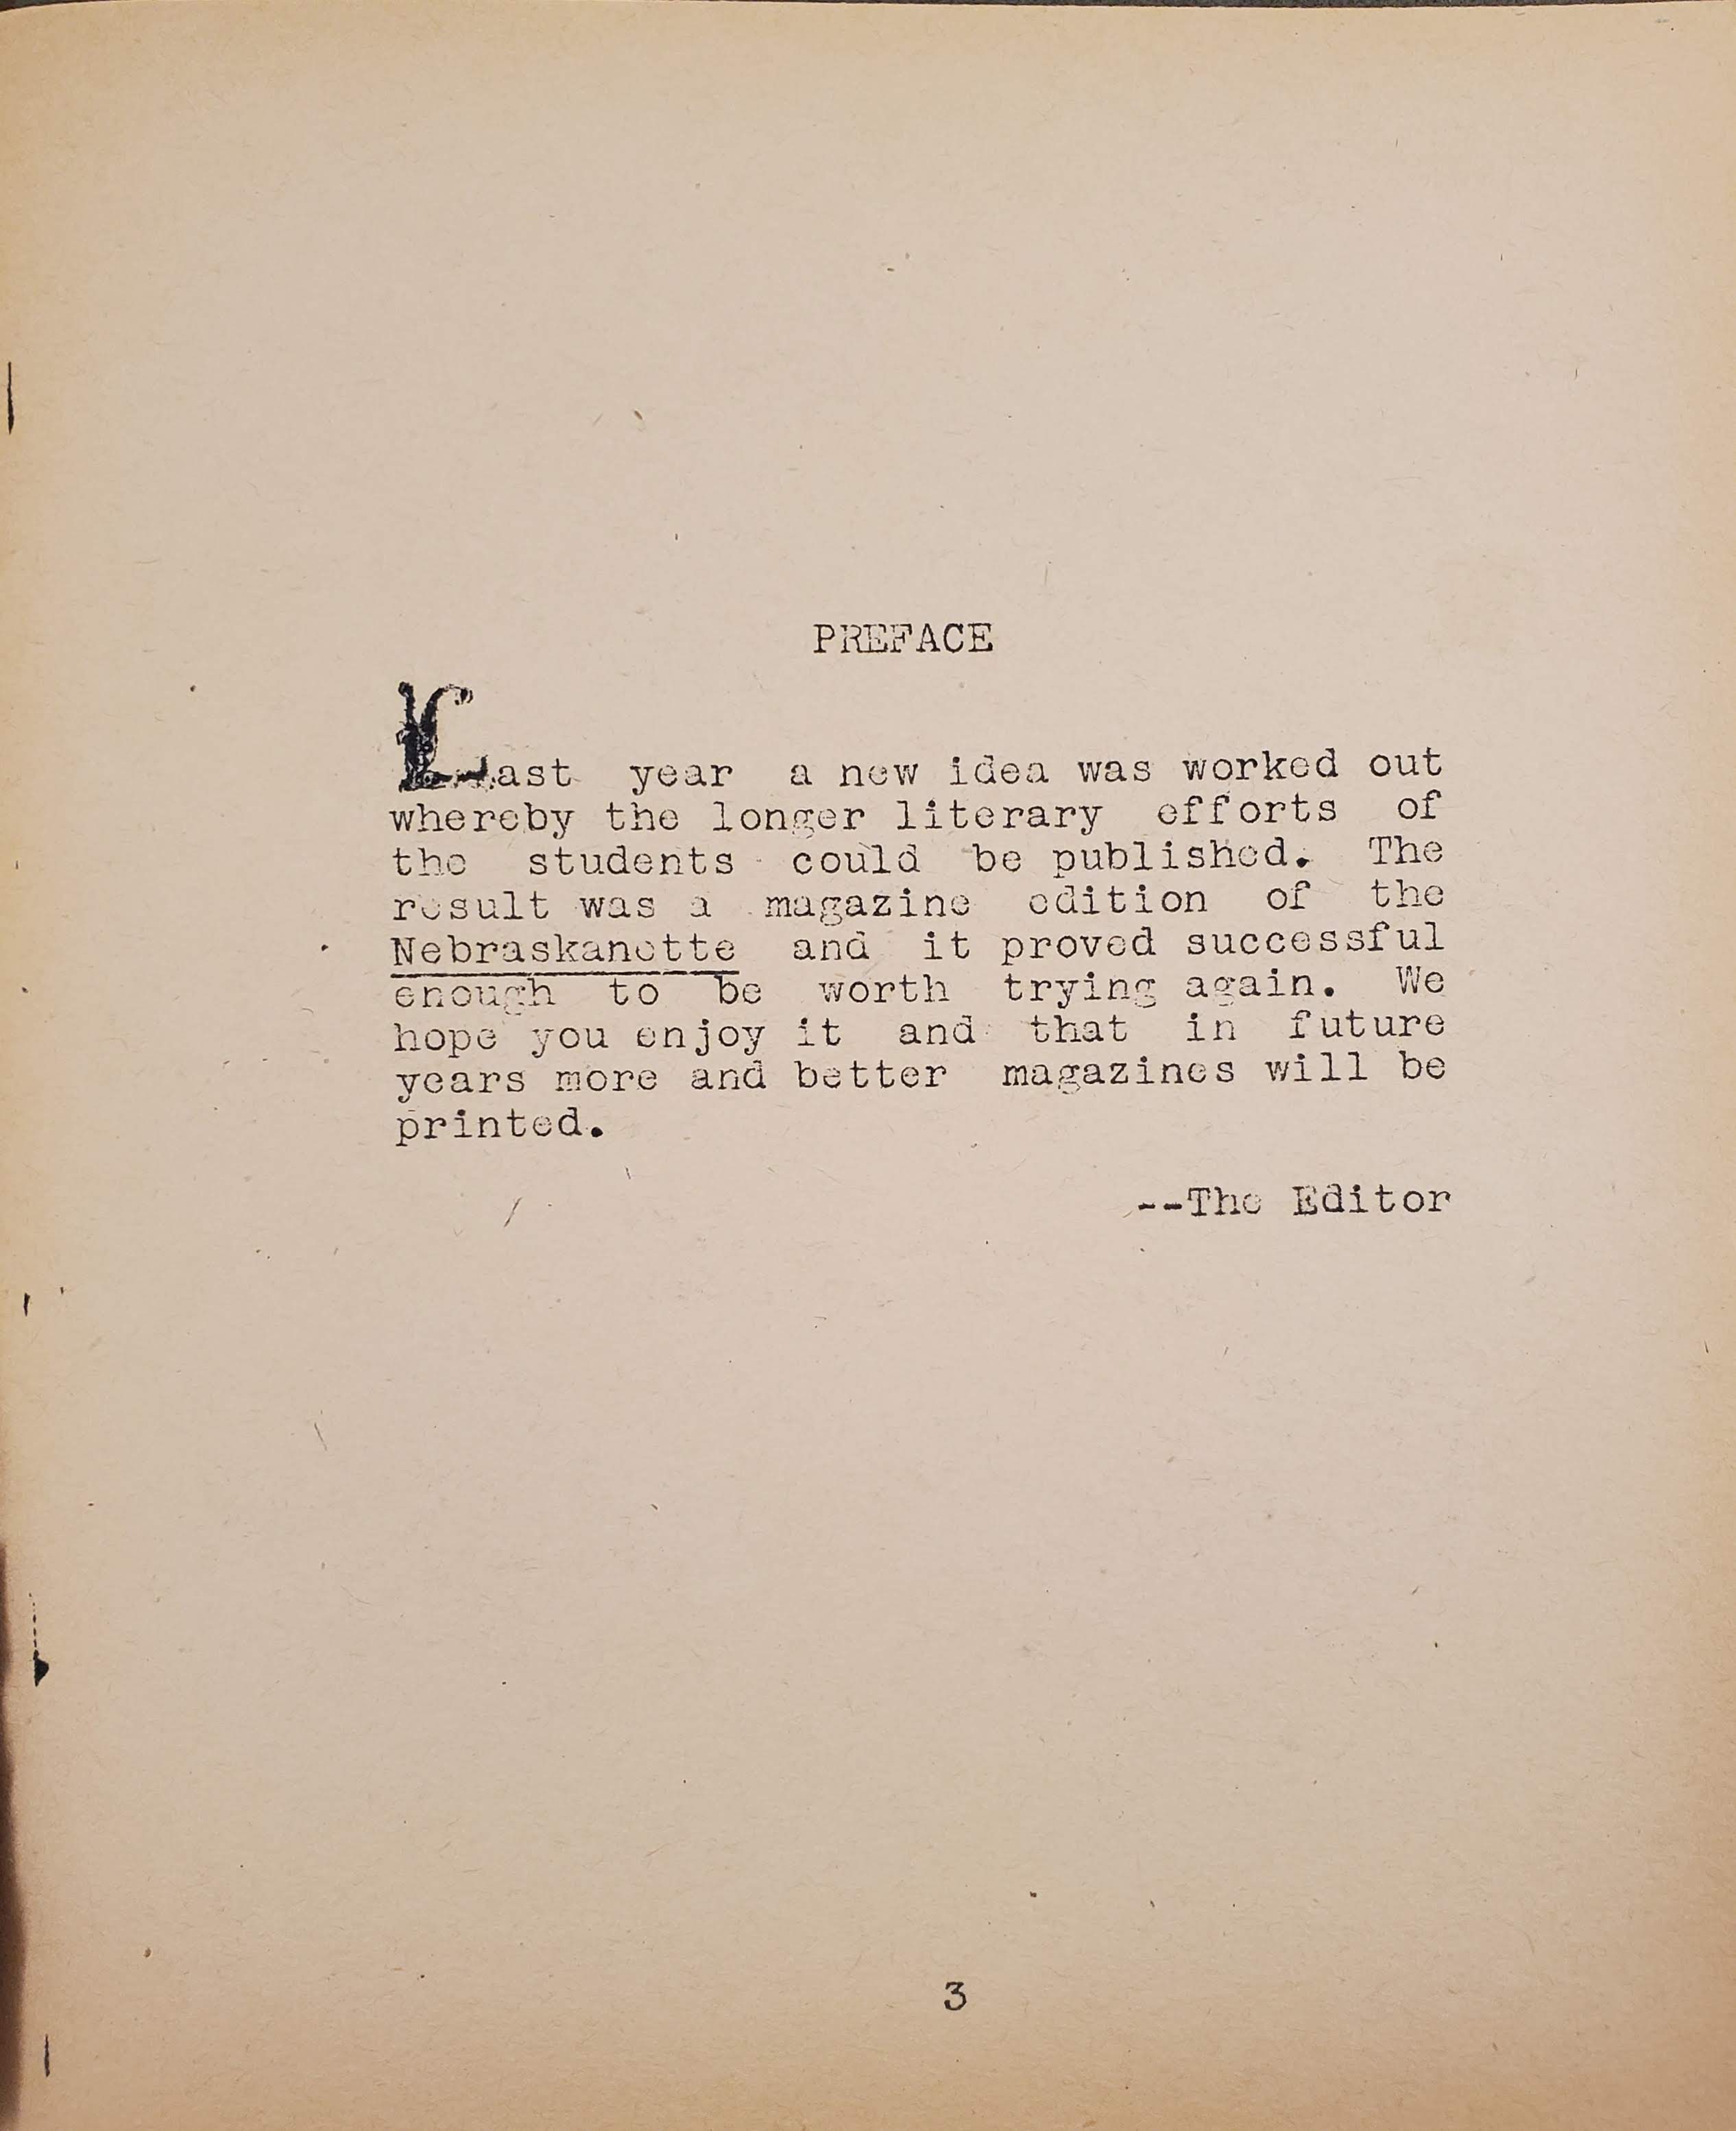 PREFACE
Last year a new idea was worked out
whereby the longer literary efforts of
the students could be published. The
result was a magazine edition of the
Nebraskanette and it proved successful
enough to be worth trying again. We
hope you enjoy it and that in future
years more and better magazines will be
printed.
--The Editor
3